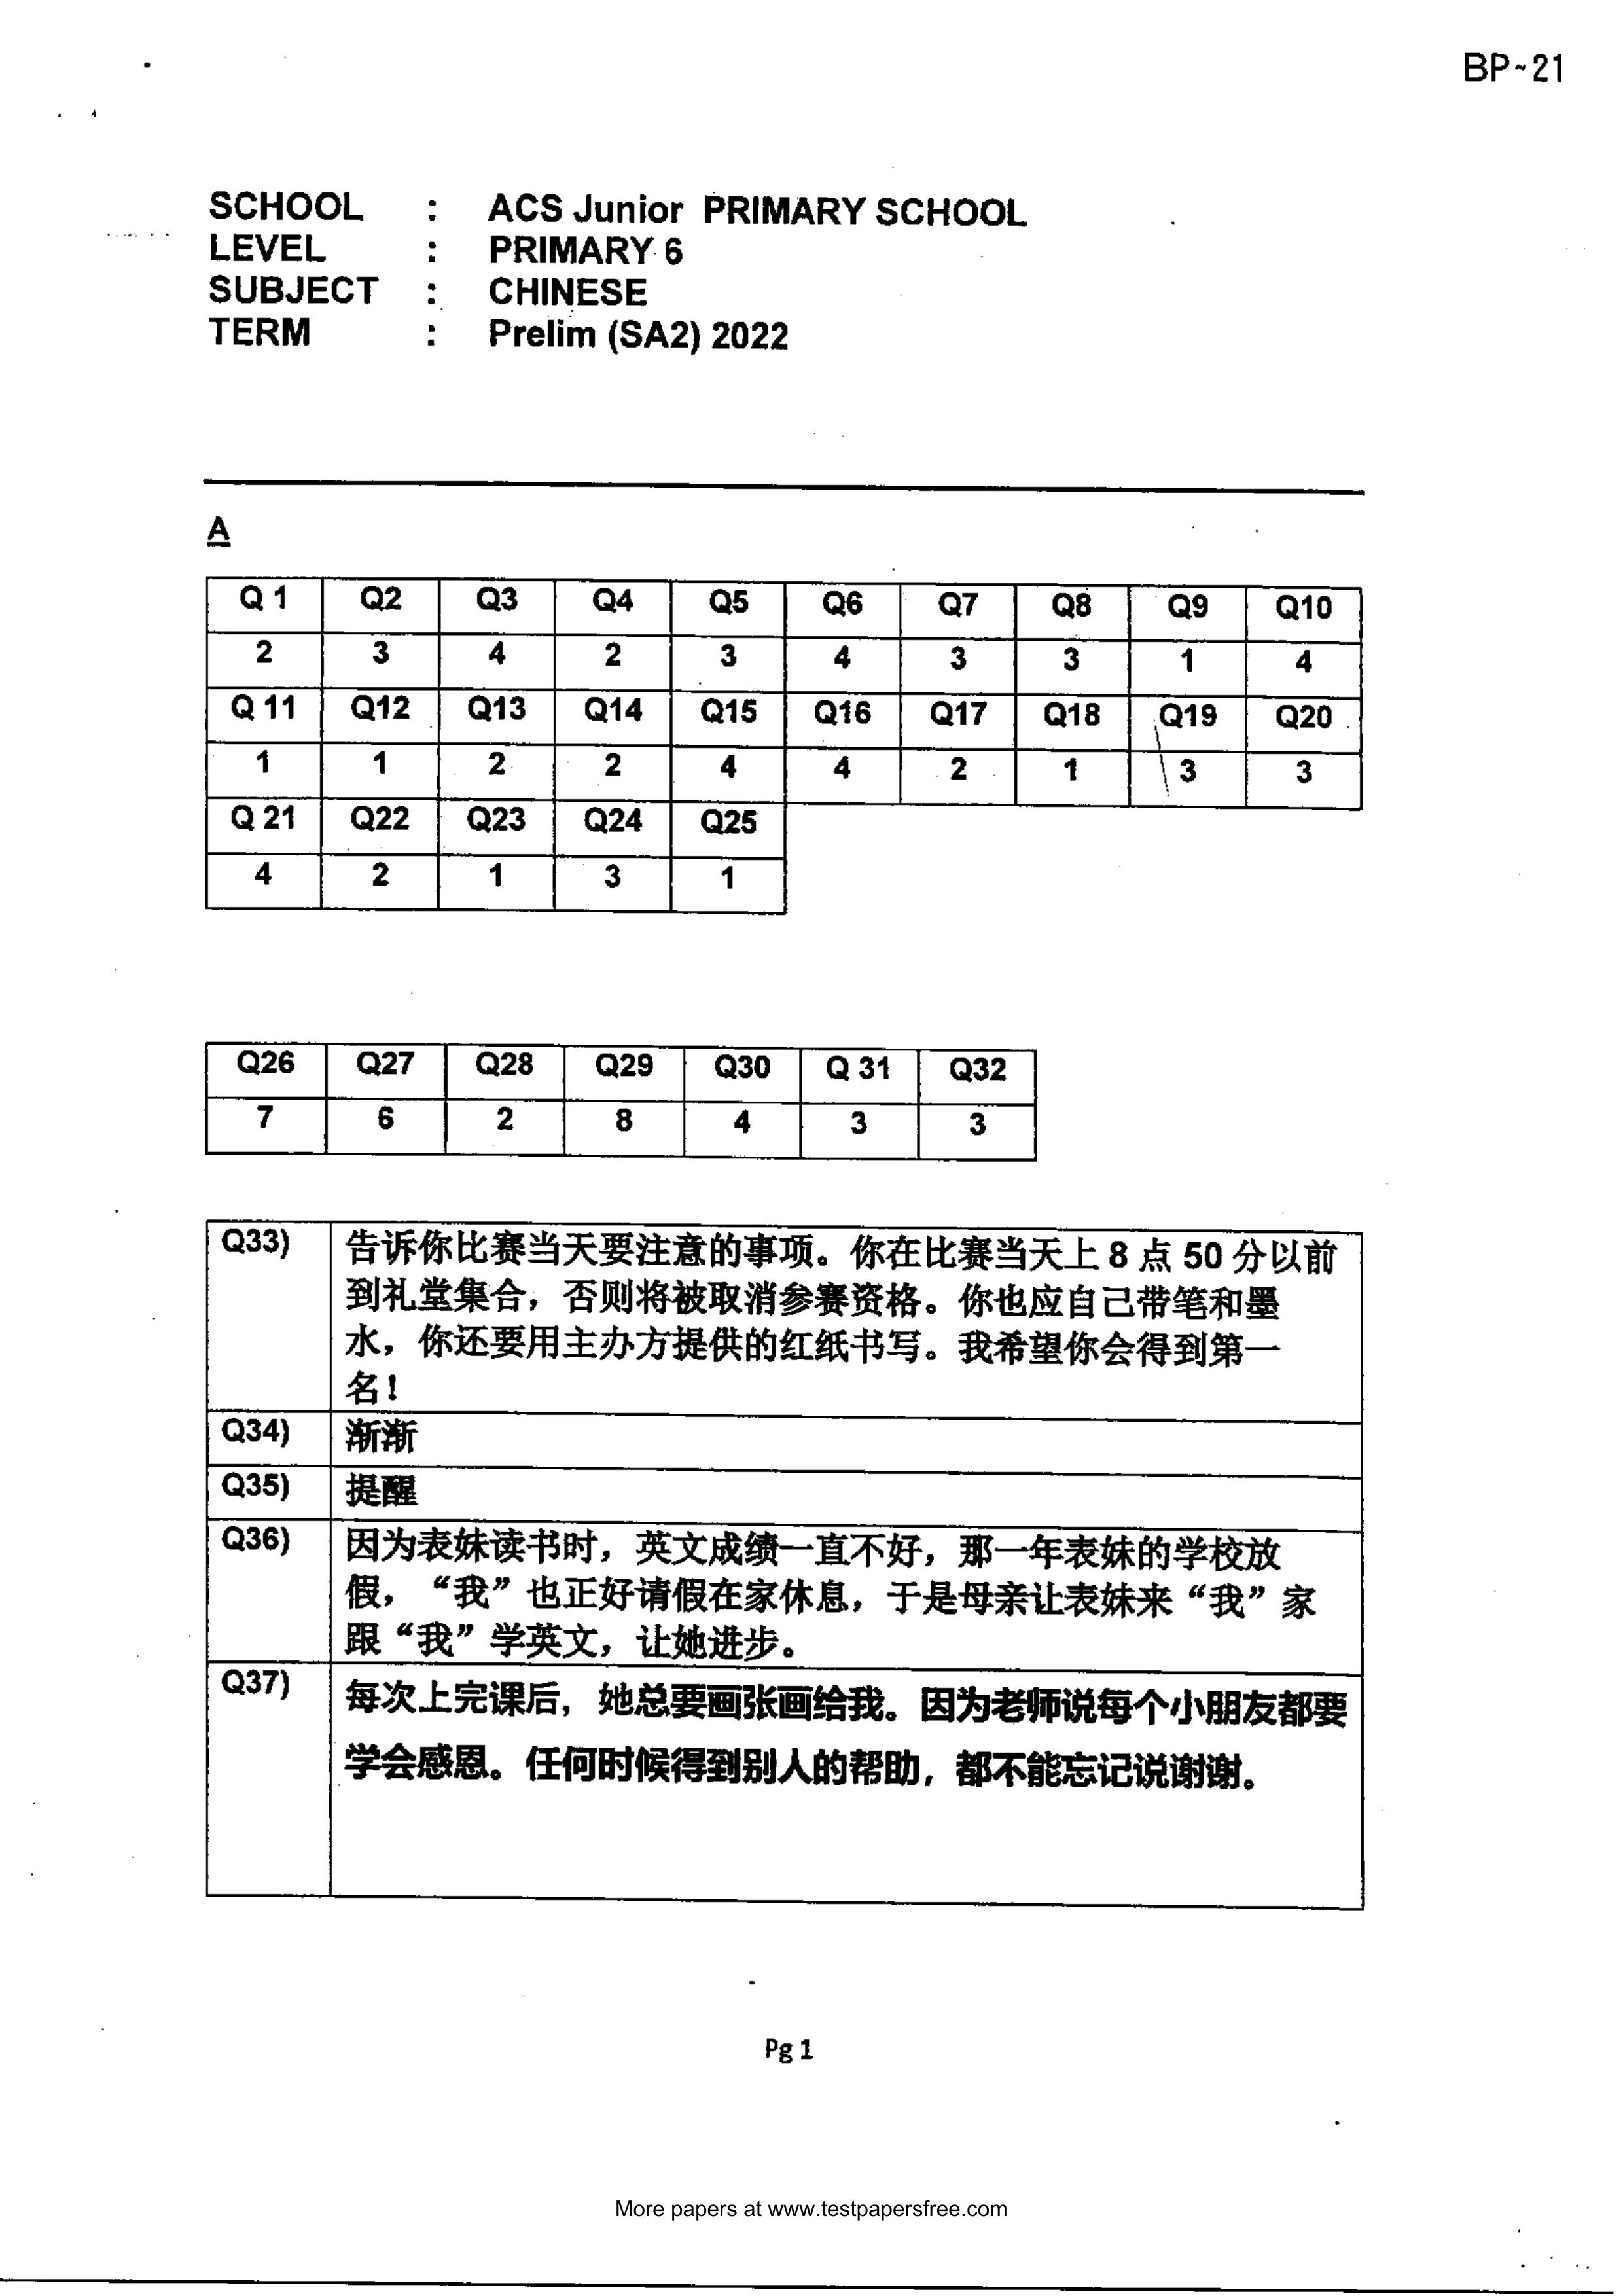 BP~21
SCHOOL : ACS Junior PRIMARY SCHOOL
LEVEL : PRIMARY 6
SUBJECT : CHINESE
TERM : Prelim (SA2) 2022
A
Q 1 Q2 Q3 Q4 Q5 Q6 Q7 Q8 Q9 Q10
2 3 4 2 3 4 3 3 1 4
Q 11 Q12 Q13 Q14 Q15 Q16 Q17 Q18 Q19 Q20
1 1 2 2 4 4 2 1 3 3
Q 21 Q22 Q23 Q24 Q25
4 2 1 3 1
Q26 Q27 Q28 Q29 Q30 Q 31 Q32
7 6 2 8 4 3 3
Q33) 告诉你比赛当天要注意的事项。你在比赛当天上 8 点 50 分以前
到礼堂集合，否则将被取消参赛资格。你也应自己带笔和墨
水，你还要用主办方提供的红纸书写。我希望你会得到第一
名！
Q34) 渐渐
Q35) 提醒
Q36) 因为表妹读书时，英文成绩一直不好，那一年表妹的学校放
假，“我”也正好请假在家休息，于是母亲让表妹来“我”家
跟“我”学英文，让她进步。
Q37) 每次上完课后，她总要画张画给我。因为老师说每个小朋友都要
学会感恩。任何时候得到别人的帮助，都不能忘记说谢谢。
Pg 1
More papers at www.testpapersfree.com